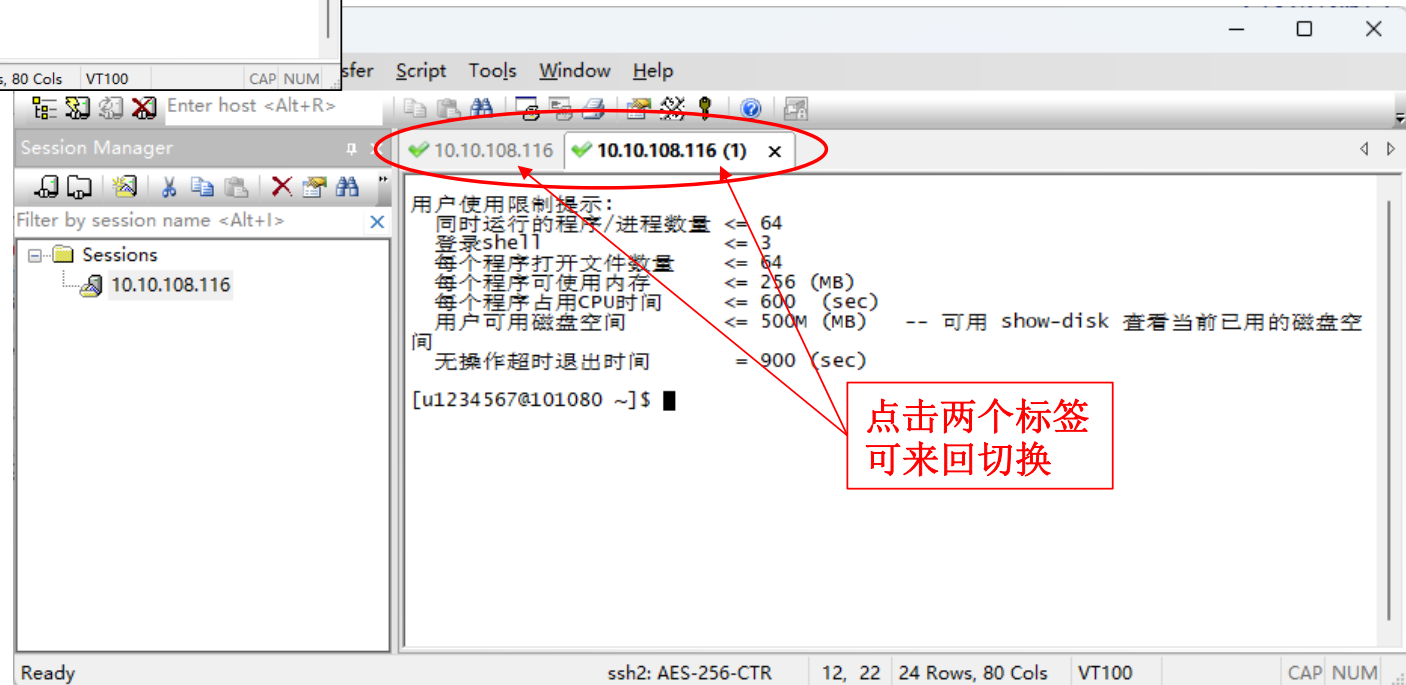 s, 80 Cols VT100 CAP NUM
sfer Script Tools Window Help
Enter host <Alt+R>
Session Manager
10.10.108.116 10.10.108.116 (1)
Filter by session name <Alt+I>
Sessions
10.10.108.116
用户使用限制提示:
同时运行的程序/进程数量 <= 64
登录shell <= 3
每个程序打开文件数量 <= 64
每个程序可使用内存 <= 256 (MB)
每个程序占用CPU时间 <= 600 (sec)
用户可用磁盘空间 <= 500M (MB) -- 可用 show-disk 查看当前已用的磁盘空
间
无操作超时退出时间 = 900 (sec)
[u1234567@101080 ~]$
点击两个标签
可来回切换
Ready ssh2: AES-256-CTR 12, 22 24 Rows, 80 Cols VT100 CAP NUM